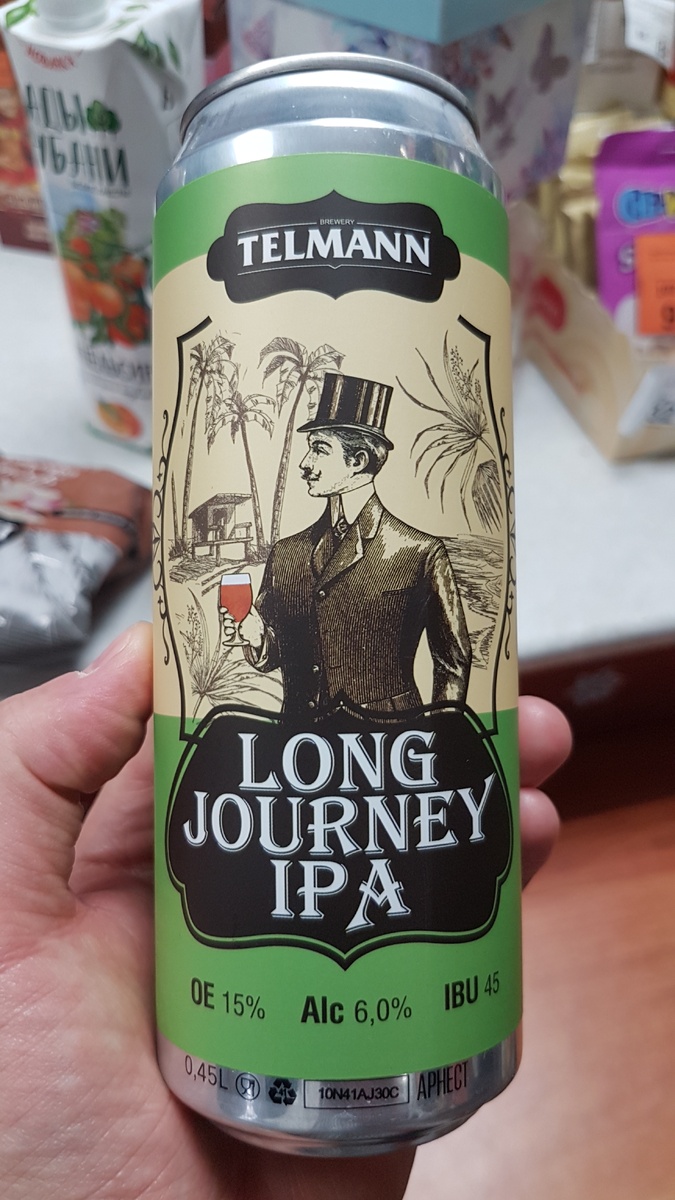 BREWERY
TELMANN
LONG
JOURNEY
IPA
OE 15% Alc 6,0% IBU 45
0,45L 10N41AJ30C АРНЕСТ